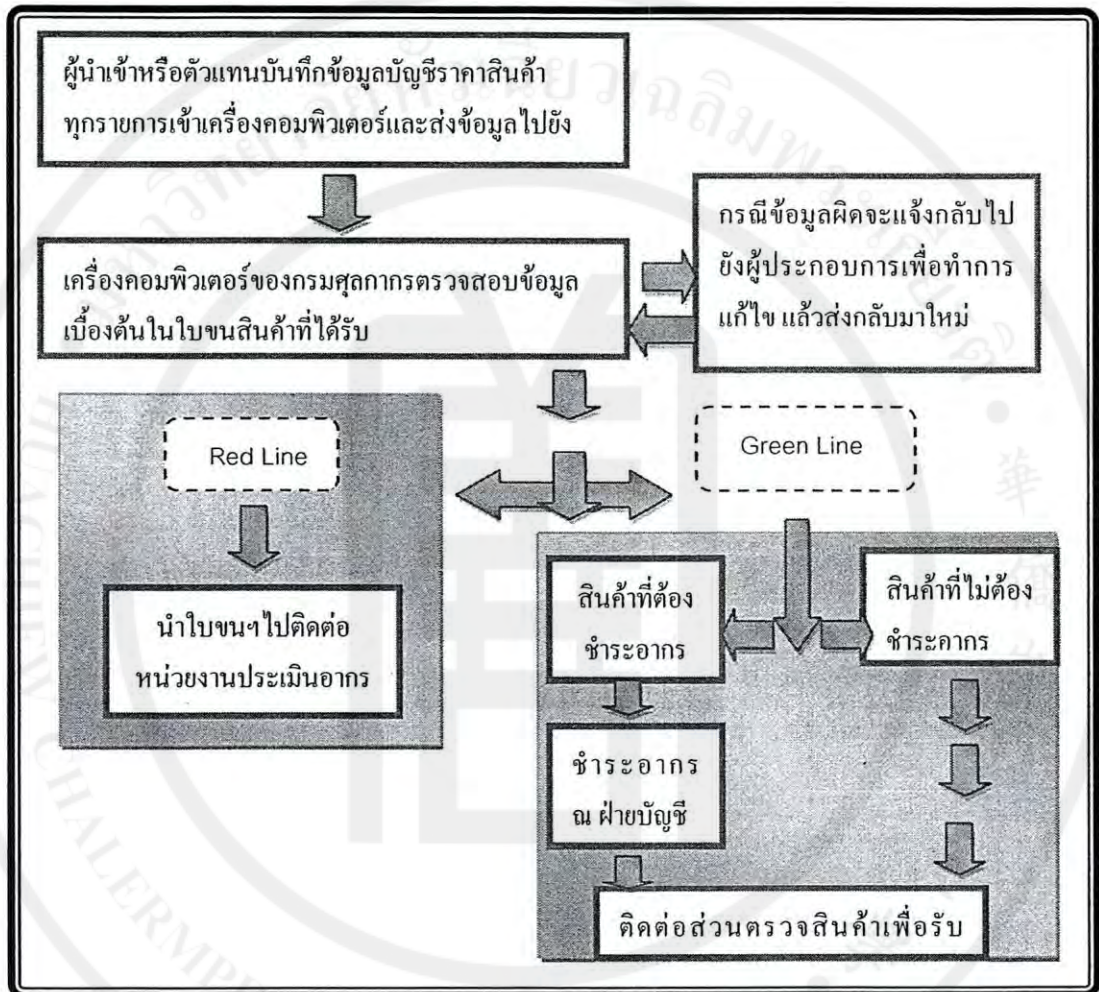 ผู้นำเข้าหรือตัวแทนบันทึกข้อมูลบัญชีราคาสินค้า
ทุกรายการเข้าเครื่องคอมพิวเตอร์และส่งข้อมูลไปยัง
กรณีข้อมูลผิดจะแจ้งกลับไป
ยังผู้ประกอบการเพื่อทำการ
แก้ไข แล้วส่งกลับมาใหม่
เครื่องคอมพิวเตอร์ของกรมศุลกากรตรวจสอบข้อมูล
เบื้องต้นในใบขนสินค้าที่ได้รับ
Red Line
Green Line
นำใบขนฯไปติดต่อ
หน่วยงานประเมินอากร
สินค้าที่ต้อง
ชำระอากร
สินค้าที่ไม่ต้อง
ชำระอากร
ชำระอากร
ณ ฝ่ายบัญชี
ติดต่อส่วนตรวจสินค้าเพื่อรับ